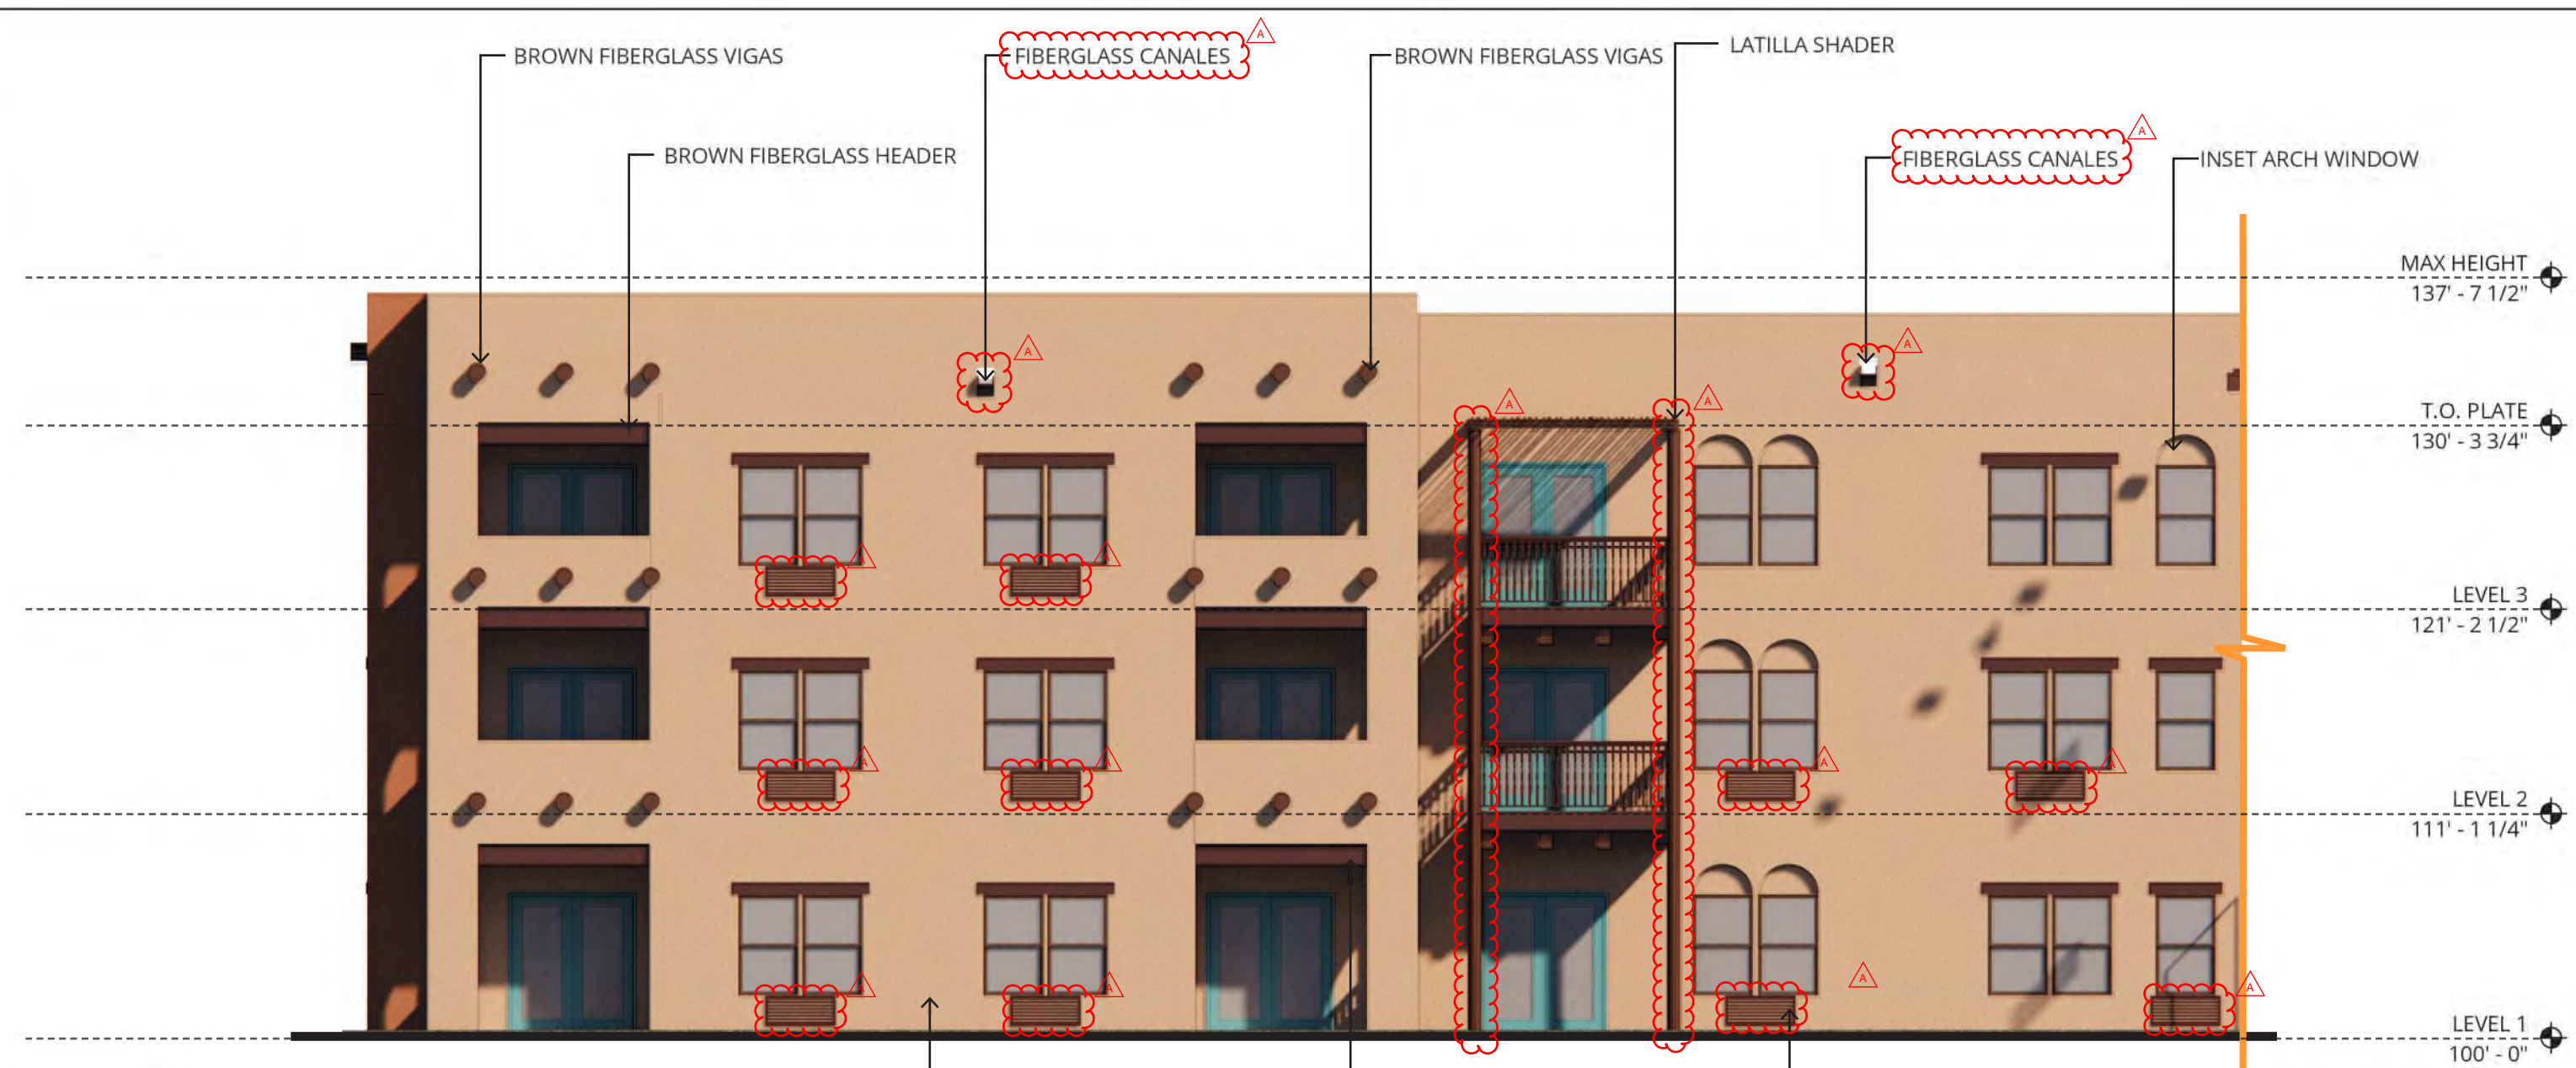 LATILLA SHADER
BROWN FIBERGLASS VIGAS
FIBERGLASS CANALES
A
BROWN FIBERGLASS VIGAS
BROWN FIBERGLASS HEADER
FIBERGLASS CANALES
A
INSET ARCH WINDOW
MAX HEIGHT
137' - 7 1/2"
A
A
A
A
T.O. PLATE
130' - 3 3/4"
A
A
LEVEL 3
121' - 2 1/2"
A
A
A
A
LEVEL 2
111' - 1 1/4"
A
A
A
A
LEVEL 1
100' - 0"